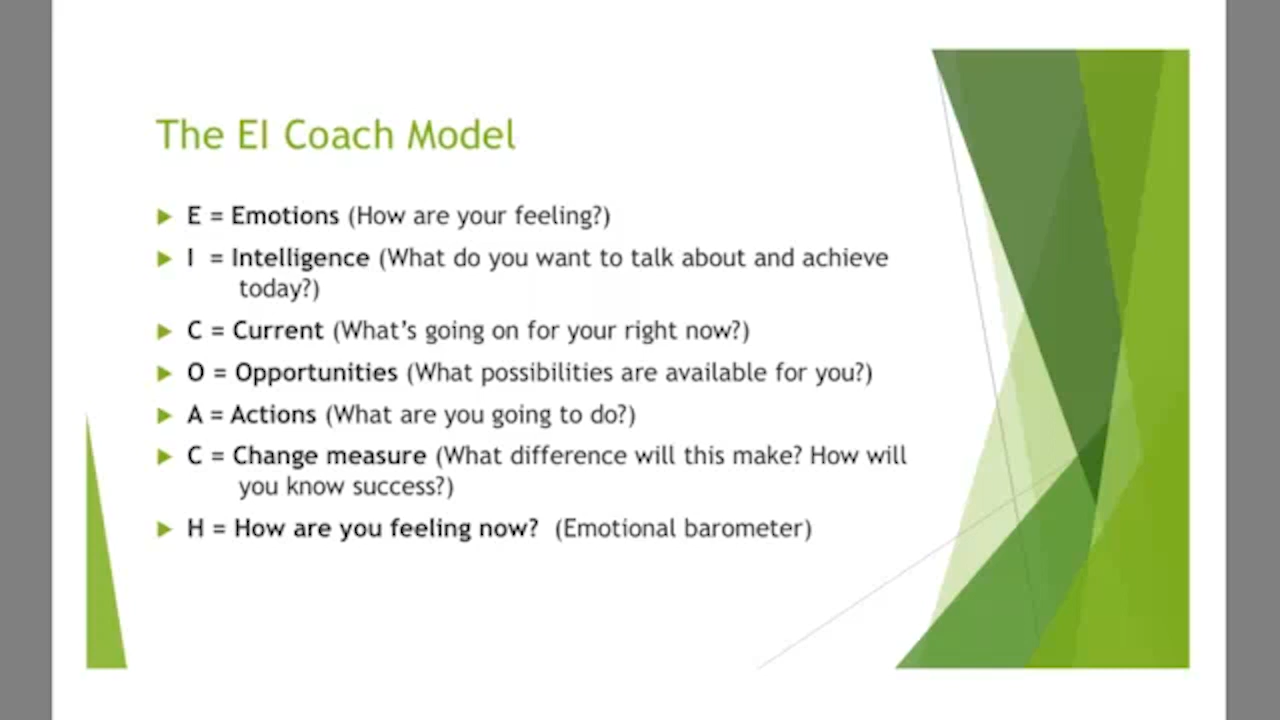 The EI Coach Model
E = Emotions (How are your feeling?)
I = Intelligence (What do you want to talk about and achieve
today?)
C = Current (What’s going on for your right now?)
O = Opportunities (What possibilities are available for you?)
A = Actions (What are you going to do?)
C = Change measure (What difference will this make? How will
you know success?)
H = How are you feeling now? (Emotional barometer)